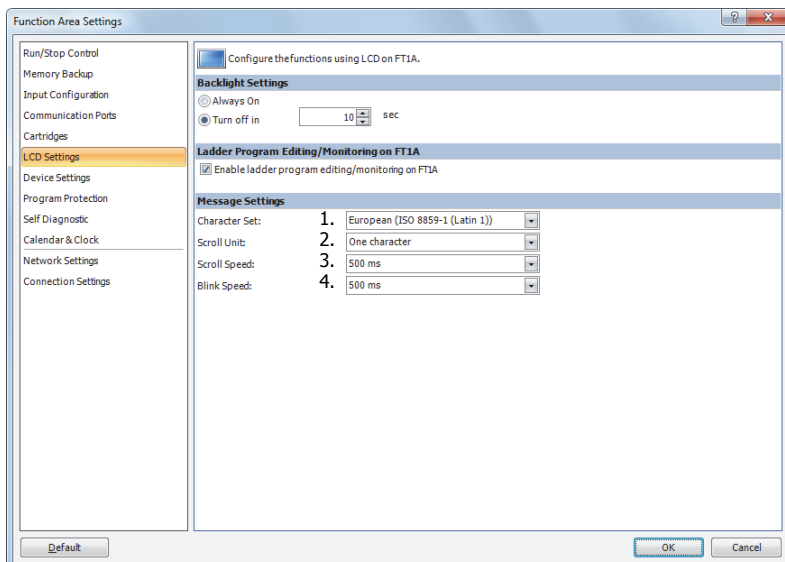 Function Area Settings
?
X
Run/Stop Control
Memory Backup
Input Configuration
Communication Ports
Cartridges
LCD Settings
Device Settings
Program Protection
Self Diagnostic
Calendar & Clock
Network Settings
Connection Settings
Configure the functions using LCD on FT1A.
Backlight Settings
Always On
Turn off in 10 sec
Ladder Program Editing/Monitoring on FT1A
Enable ladder program editing/monitoring on FT1A
Message Settings
Character Set: 1. European (ISO 8859-1 (Latin 1))
Scroll Unit: 2. One character
Scroll Speed: 3. 500 ms
Blink Speed: 4. 500 ms
Default
OK
Cancel